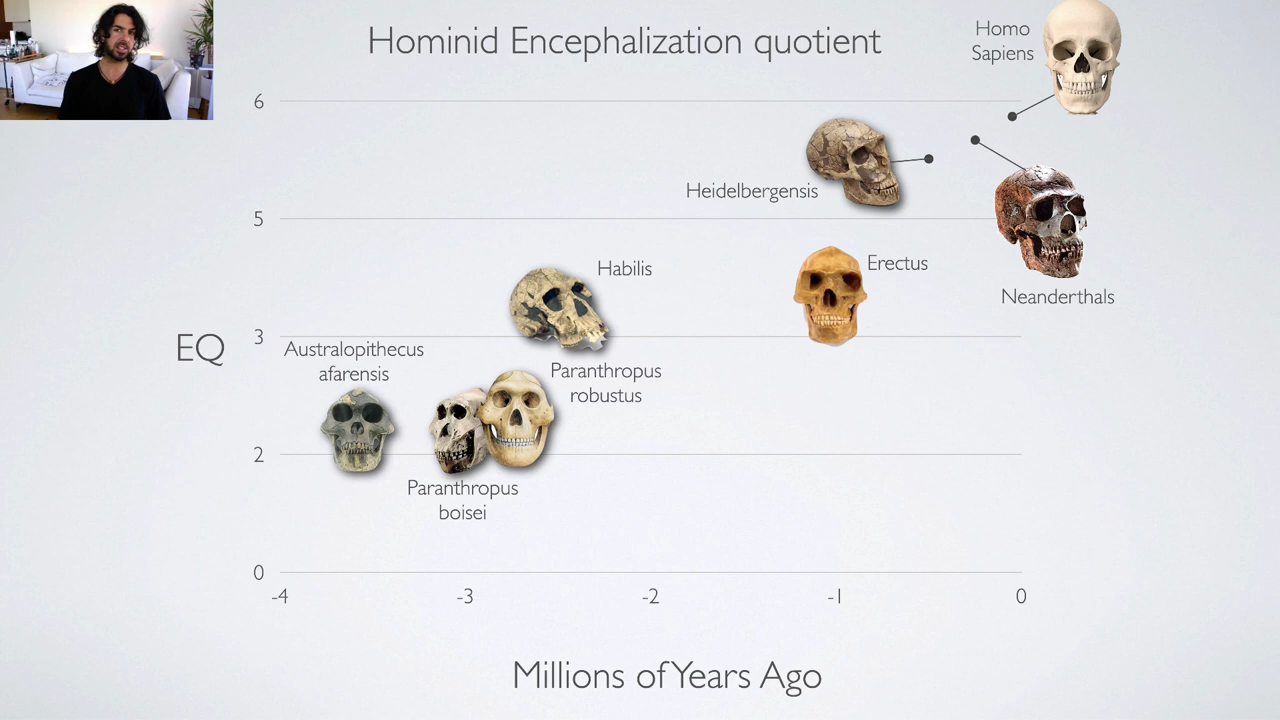 Hominid Encephalization quotient
Homo
Sapiens
6
Heidelbergensis
5
Habilis
Erectus
Neanderthals
EQ
3
Australopithecus
afarensis
Paranthropus
robustus
2
Paranthropus
boisei
0
-4
-3
-2
-1
0
Millions of Years Ago